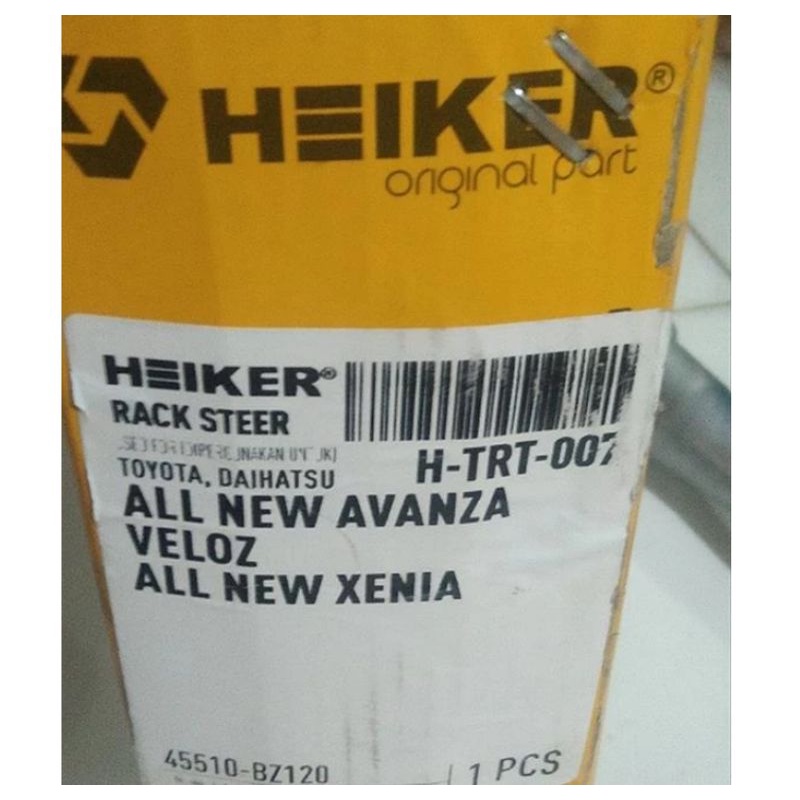 HEIKER®
original part
HEIKER®
RACK STEER
H-TRT-007
TOYOTA, DAIHATSU
ALL NEW AVANZA
VELOZ
ALL NEW XENIA
45510-BZ120
1 PCS